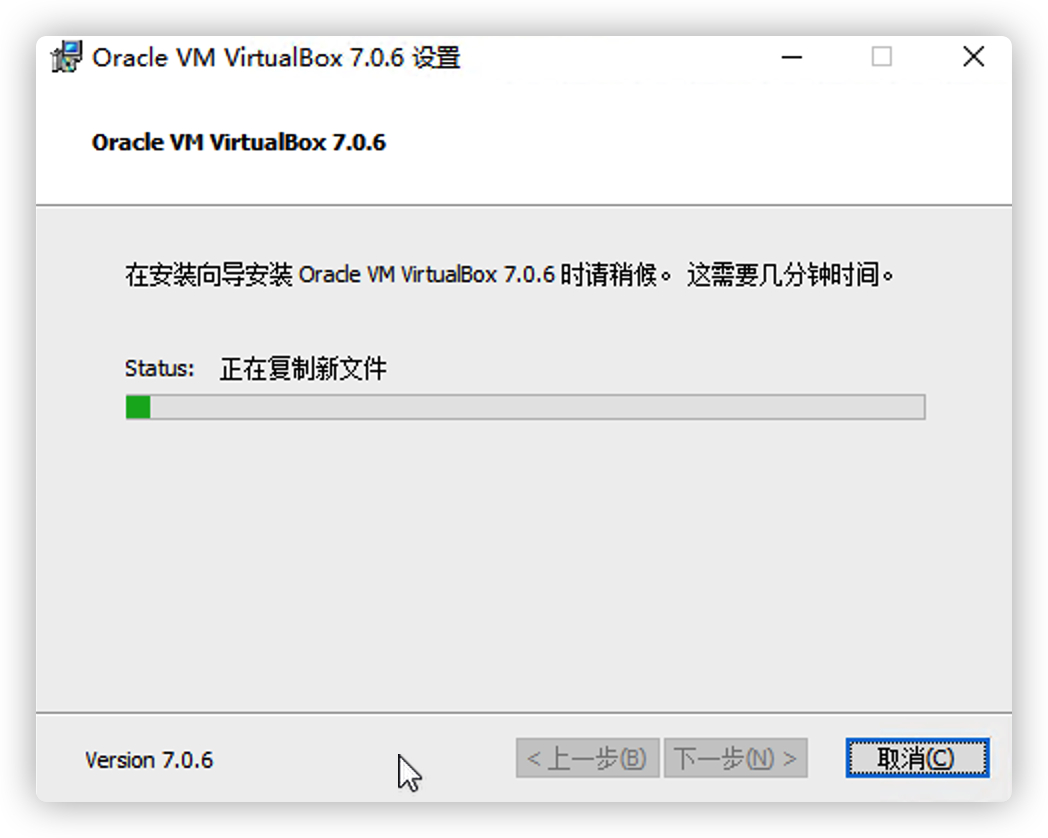 Oracle VM VirtualBox 7.0.6 设置
Oracle VM VirtualBox 7.0.6
在安装向导安装 Oracle VM VirtualBox 7.0.6 时请稍候。 这需要几分钟时间。
Status: 正在复制新文件
Version 7.0.6 < 上一步(B) 下一步(N) > 取消(C)